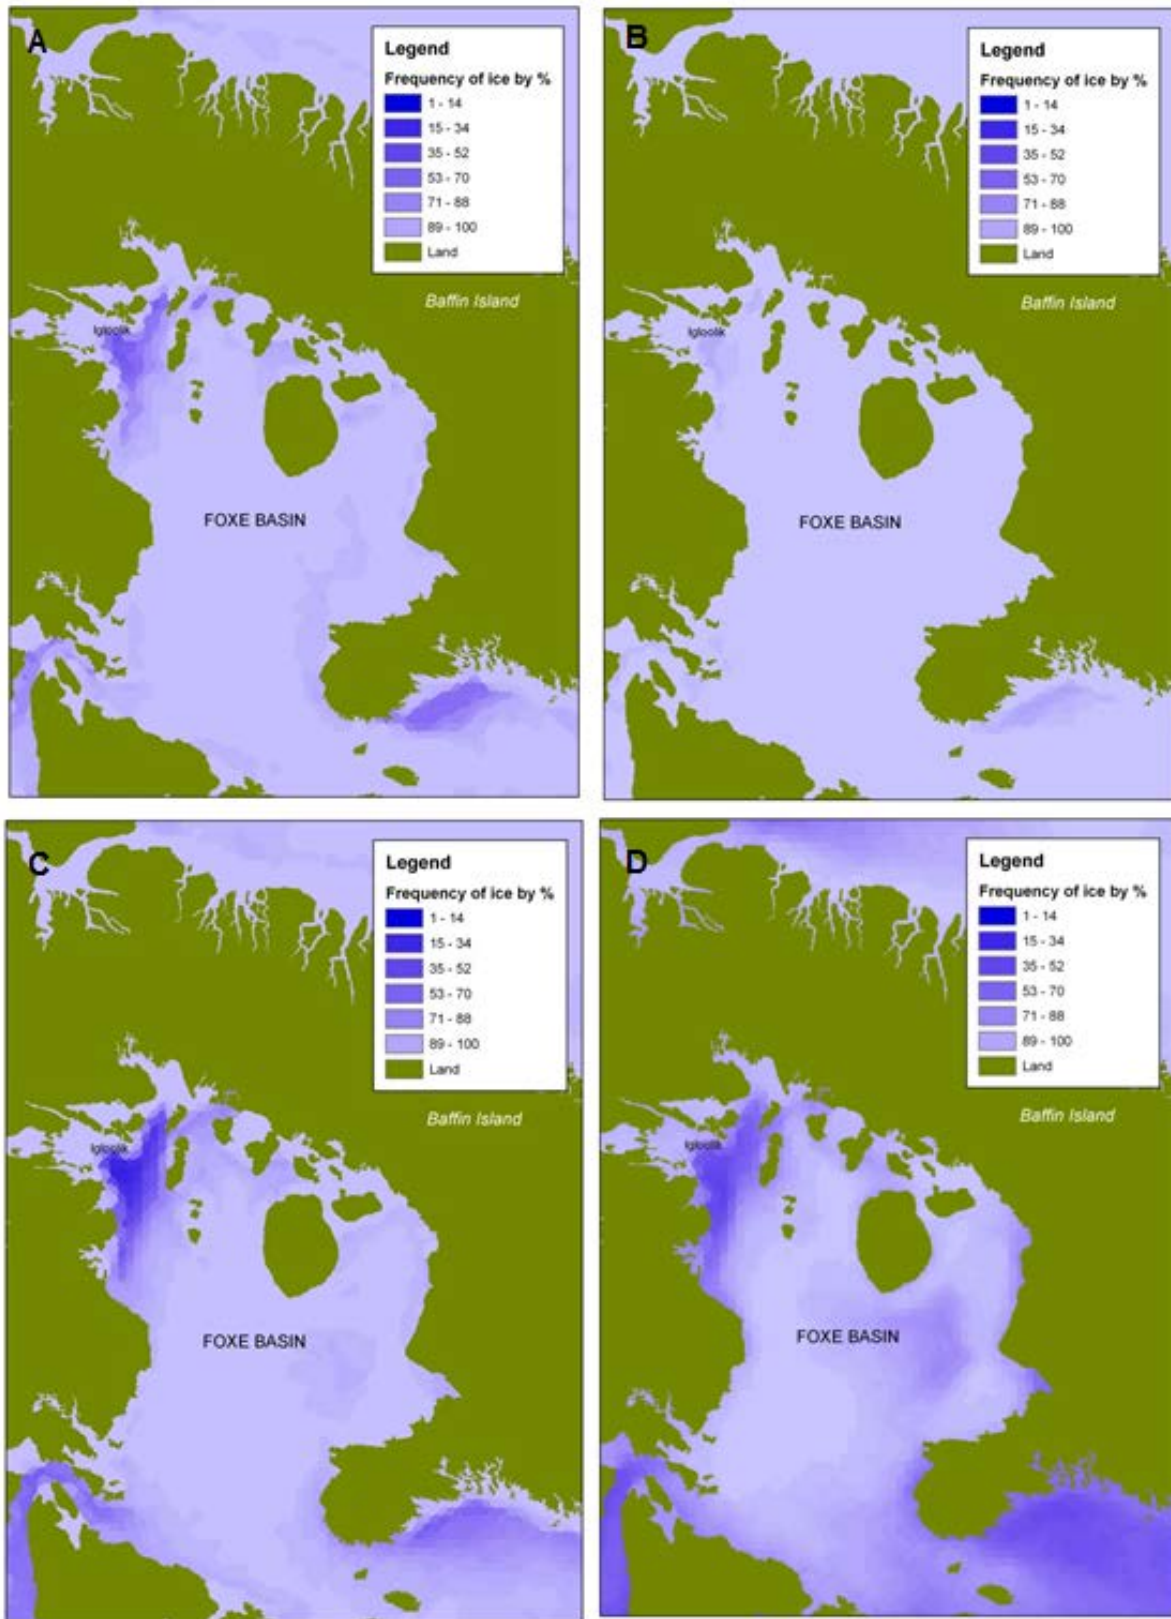 A
Legend
Frequency of ice by %
1 - 14
15 - 34
35 - 52
53 - 70
71 - 88
89 - 100
Land
Baffin Island
Igloolik
FOXE BASIN
B
Legend
Frequency of ice by %
1 - 14
15 - 34
35 - 52
53 - 70
71 - 88
89 - 100
Land
Baffin Island
Igloolik
FOXE BASIN
C
Legend
Frequency of ice by %
1 - 14
15 - 34
35 - 52
53 - 70
71 - 88
89 - 100
Land
Baffin Island
Igloolik
FOXE BASIN
D
Legend
Frequency of ice by %
1 - 14
15 - 34
35 - 52
53 - 70
71 - 88
89 - 100
Land
Baffin Island
Igloolik
FOXE BASIN